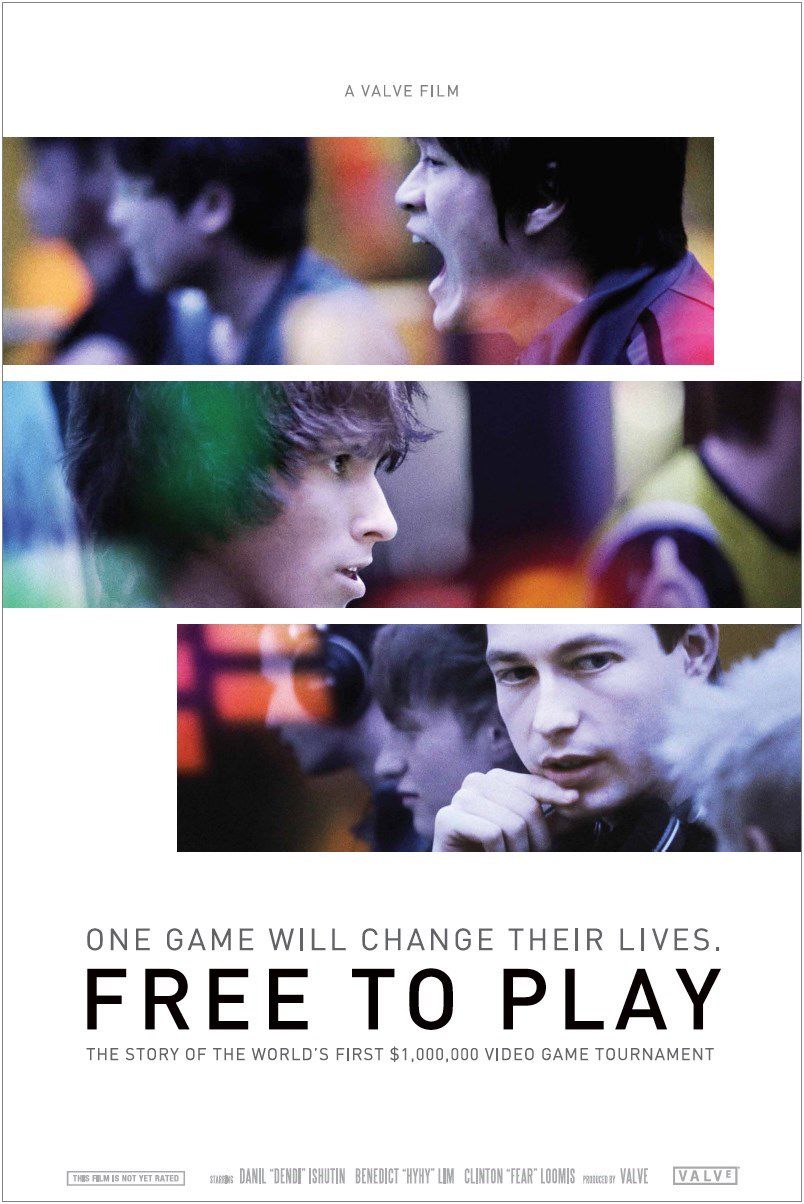 A VALVE FILM
ONE GAME WILL CHANGE THEIR LIVES.
FREE TO PLAY
THE STORY OF THE WORLD'S FIRST $1,000,000 VIDEO GAME TOURNAMENT
THIS FILM IS NOT YET RATED STARRING DANIL "DENDI" ISHUTIN BENEDICT "HYHY" LIM CLINTON "FEAR" LOOMIS PRODUCED BY VALVE VALVE